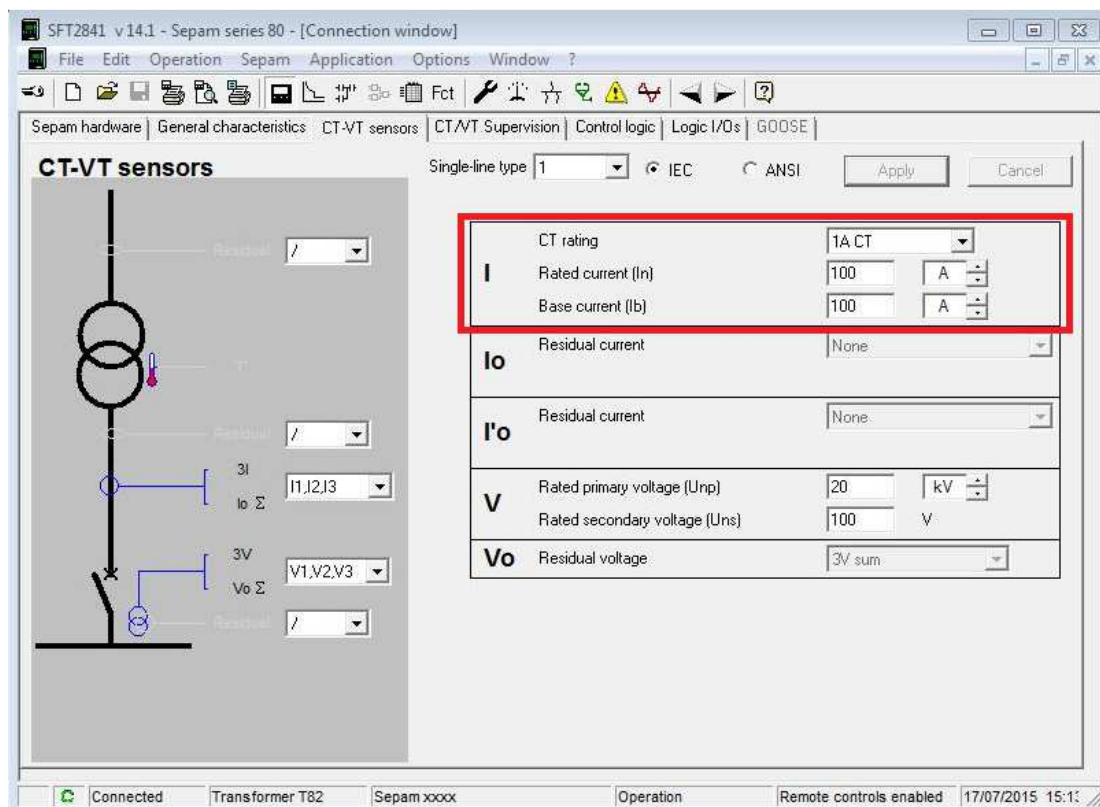 SFT2841 v 14.1 - Sepam series 80 - [Connection window]
File Edit Operation Sepam Application Options Window ?
Fct
Sepam hardware General characteristics CT-VT sensors CT/VT Supervision Control logic Logic I/Os GOOSE
CT-VT sensors
Single-line type 1 IEC ANSI Apply Cancel
Residual /
T°
Residual /
3I
Io Σ
I1,I2,I3
3V
Vo Σ
V1,V2,V3
Residual /
I
CT rating 1A CT
Rated current (In) 100 A
Base current (Ib) 100 A
Io
Residual current None
I'o
Residual current None
V
Rated primary voltage (Unp) 20 kV
Rated secondary voltage (Uns) 100 V
Vo Residual voltage 3V sum
Connected Transformer T82 Sepam xxxx Operation Remote controls enabled 17/07/2015 15:1